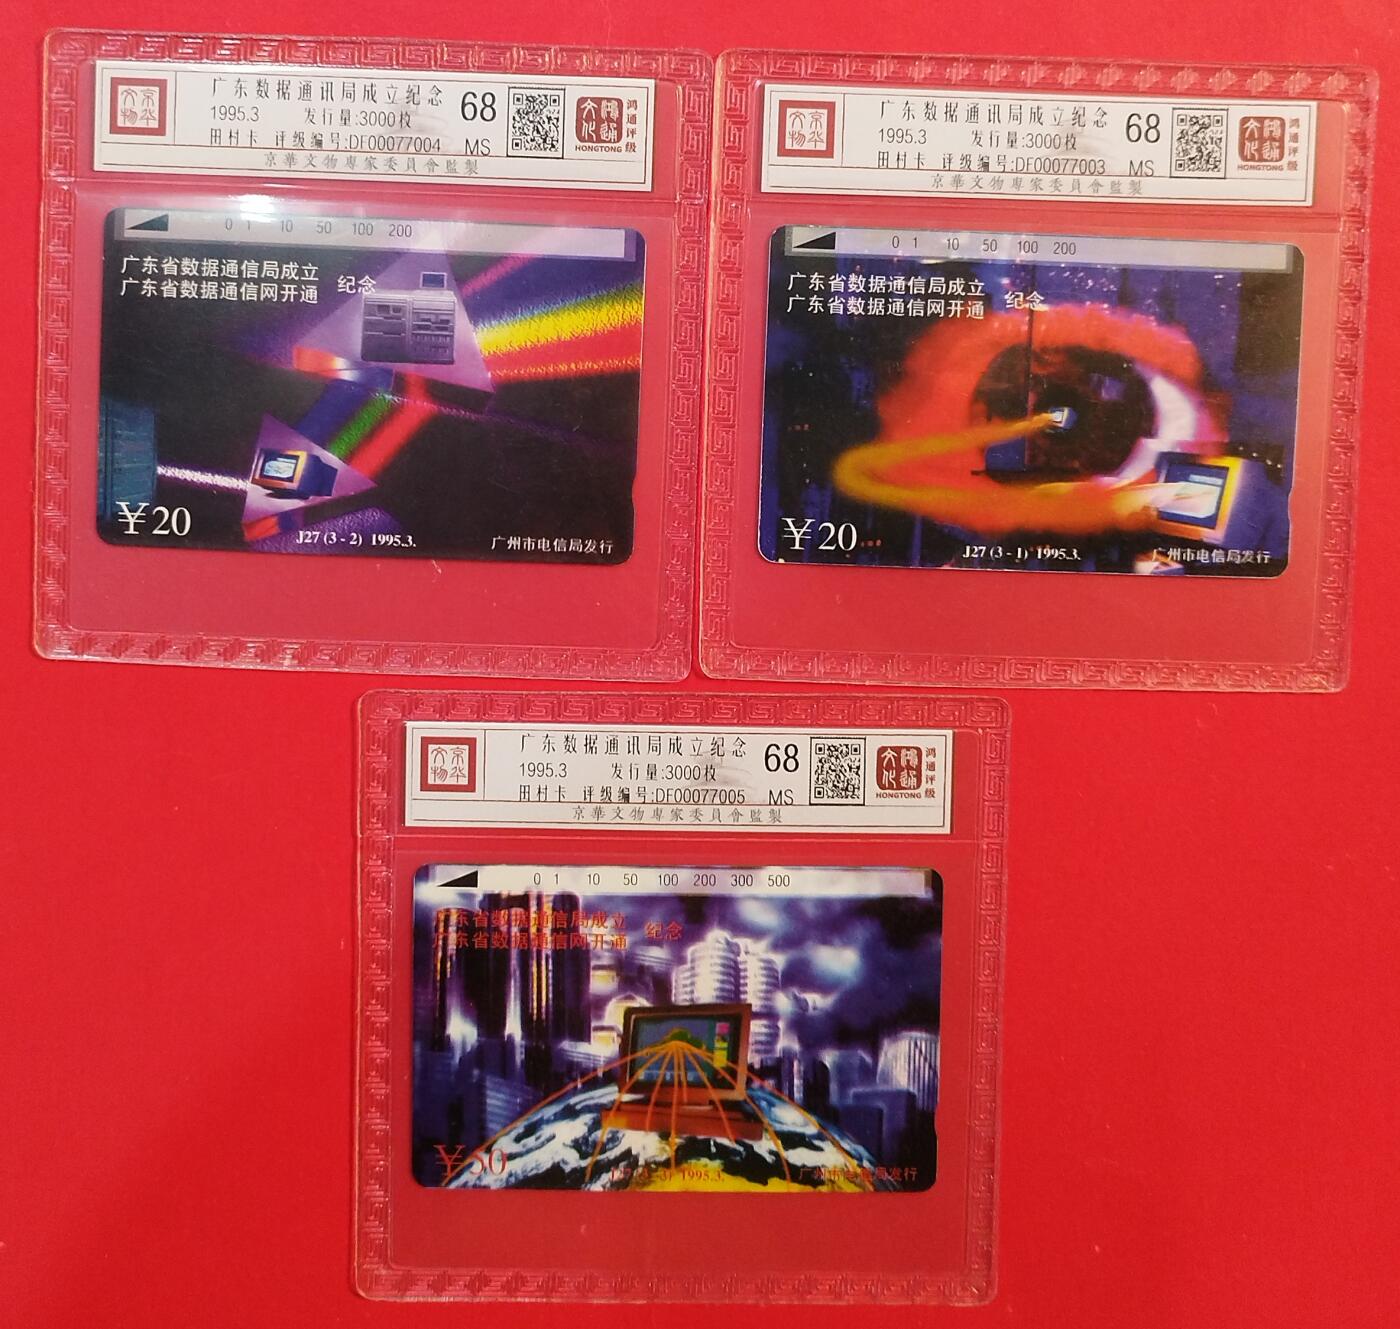 京华文物
广东数据通讯局成立纪念
1995.3 发行量:3000枚
田村卡 评级编号:DF00077004
68
MS
鸿通文化
HONGTONG
鸿通评级
京華文物專家委員會監製
0 1 10 50 100 200
广东省数据通信局成立
广东省数据通信网开通
纪念
¥20
J27 (3-2) 1995.3.
广州市电信局发行
京华文物
广东数据通讯局成立纪念
1995.3 发行量:3000枚
田村卡 评级编号:DF00077003
68
MS
鸿通文化
HONGTONG
鸿通评级
京華文物專家委員會監製
0 1 10 50 100 200
广东省数据通信局成立
广东省数据通信网开通
纪念
¥20
J27 (3-1) 1995.3.
广州市电信局发行
京华文物
广东数据通讯局成立纪念
1995.3 发行量:3000枚
田村卡 评级编号:DF00077005
68
MS
鸿通文化
HONGTONG
鸿通评级
京華文物專家委員會監製
0 1 10 50 100 200 300 500
广东省数据通信局成立
广东省数据通信网开通
纪念
¥50
J27 (3-3) 1995.3.
广州市电信局发行